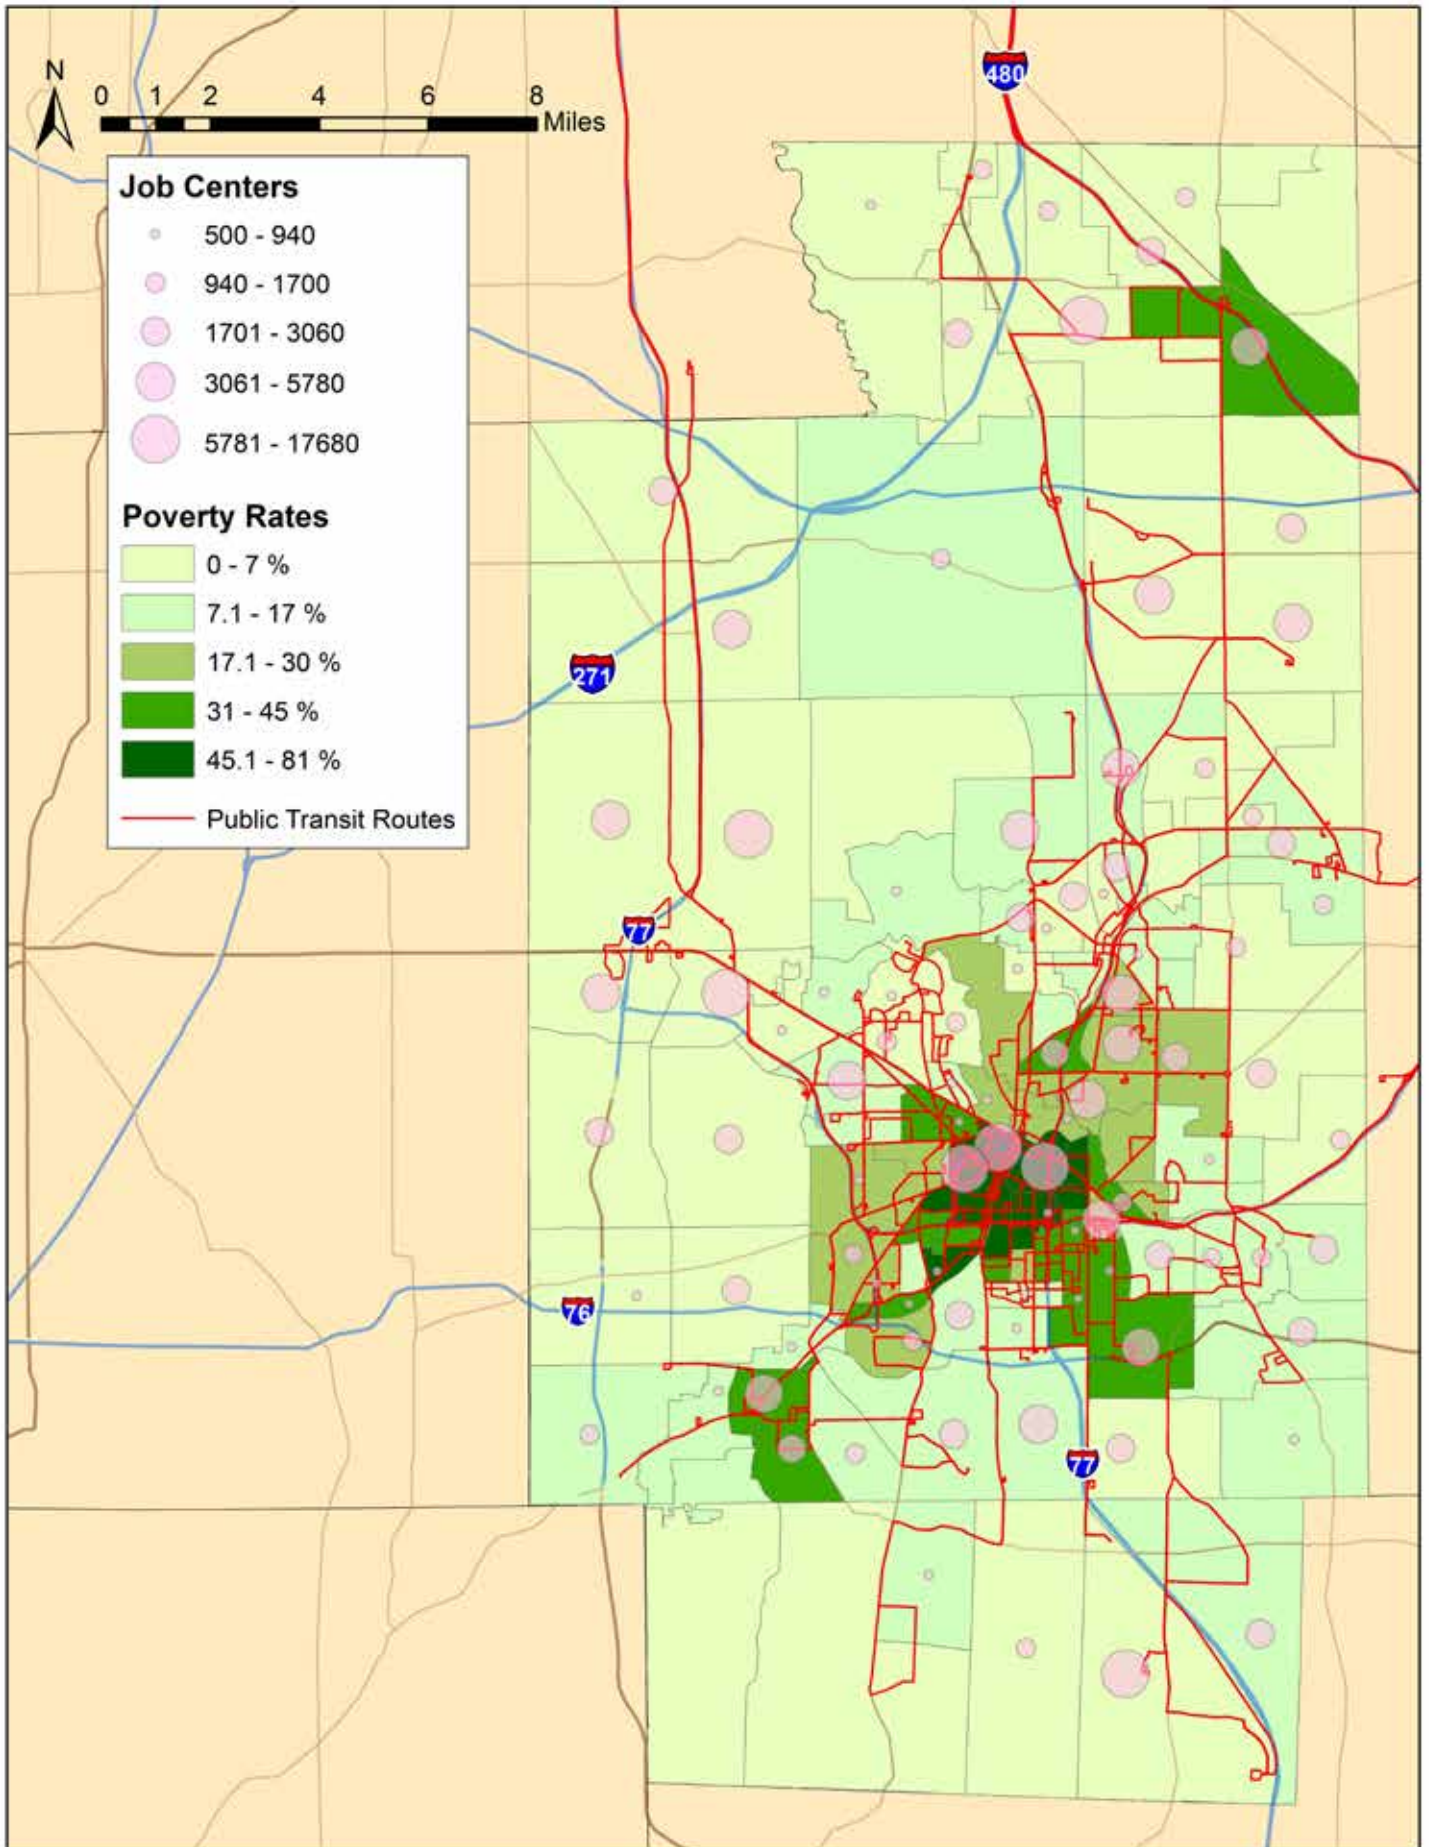 N
0 1 2 4 6 8
Miles
480
Job Centers
500 - 940
940 - 1700
1701 - 3060
3061 - 5780
5781 - 17680
Poverty Rates
0 - 7 %
7.1 - 17 %
17.1 - 30 %
31 - 45 %
45.1 - 81 %
Public Transit Routes
271
77
76
77